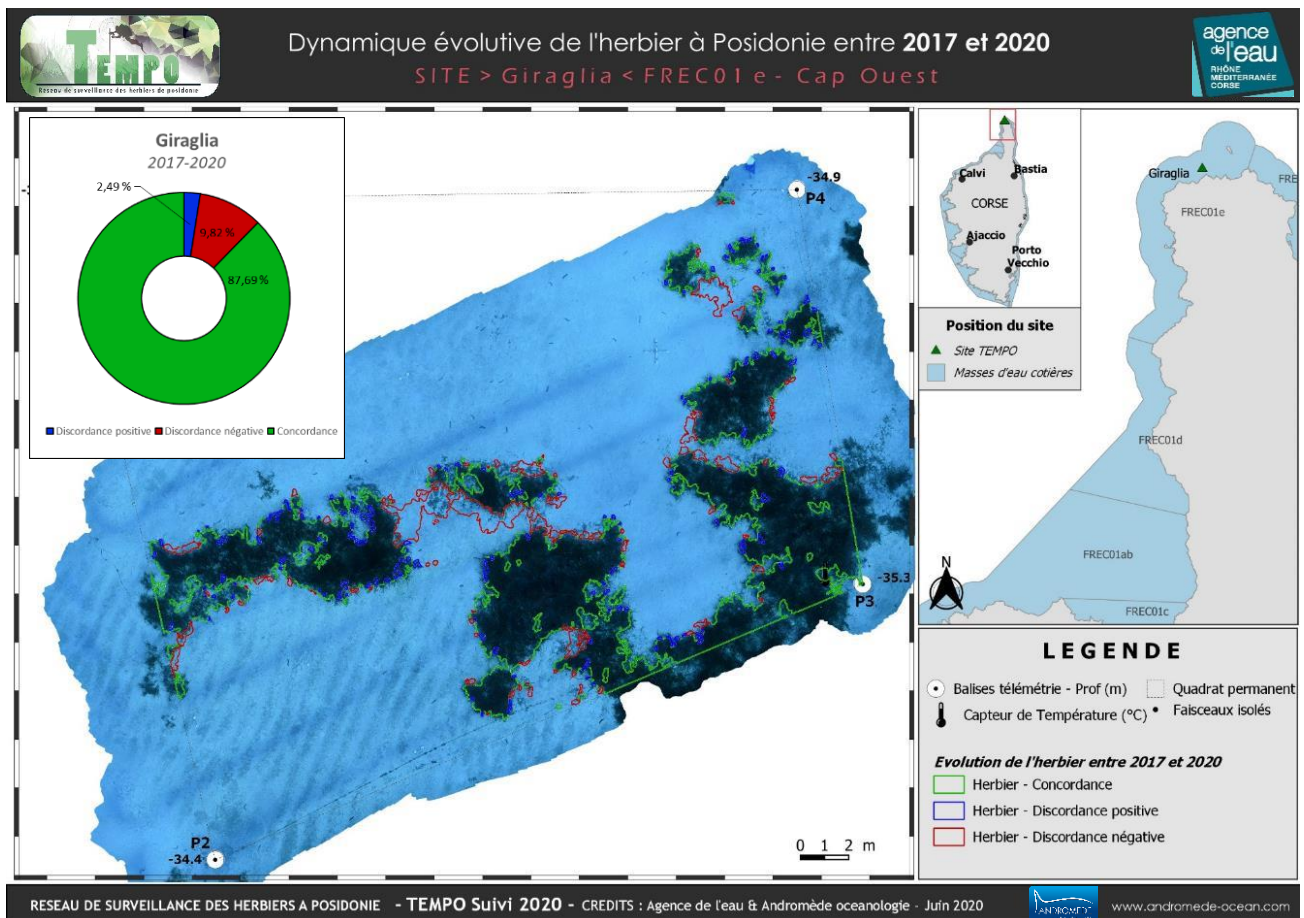 TEMPO
Reseau de surveillance des herbiers de posidonie
Dynamique évolutive de l'herbier à Posidonie entre 2017 et 2020
SITE > Giraglia < FREC01 e - Cap Ouest
agence
de l'eau
RHÔNE
MÉDITERRANÉE
CORSE
Giraglia
2017-2020
2,49 %
9,82 %
87,69 %
Discordance positive Discordance négative Concordance
-34.9
P4
-35.3
P3
P2
-34.4
0 1 2 m
Calvi
Bastia
CORSE
Ajaccio
Porto
Vecchio
Position du site
Site TEMPO
Masses d'eau cotières
Giraglia
FRE
FREC01e
FREC01d
FREC01ab
FREC01c
N
LEGENDE
Balises télémétrie - Prof (m)
Quadrat permanent
Capteur de Température (°C)
Faisceaux isolés
Evolution de l'herbier entre 2017 et 2020
Herbier - Concordance
Herbier - Discordance positive
Herbier - Discordance négative
RESEAU DE SURVEILLANCE DES HERBIERS A POSIDONIE - TEMPO Suivi 2020 - CREDITS : Agence de l'eau & Andromède oceanologie - Juin 2020
ANDROMEDE
www.andromede-ocean.com